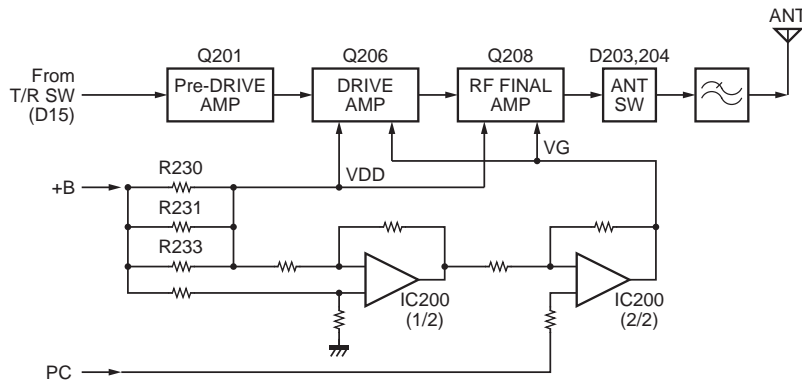 ANT
Q201
Q206
Q208
D203,204
From
T/R SW
(D15)
Pre-DRIVE
AMP
DRIVE
AMP
RF FINAL
AMP
ANT
SW
VG
VDD
+B
R230
R231
R233
IC200
(1/2)
IC200
(2/2)
PC